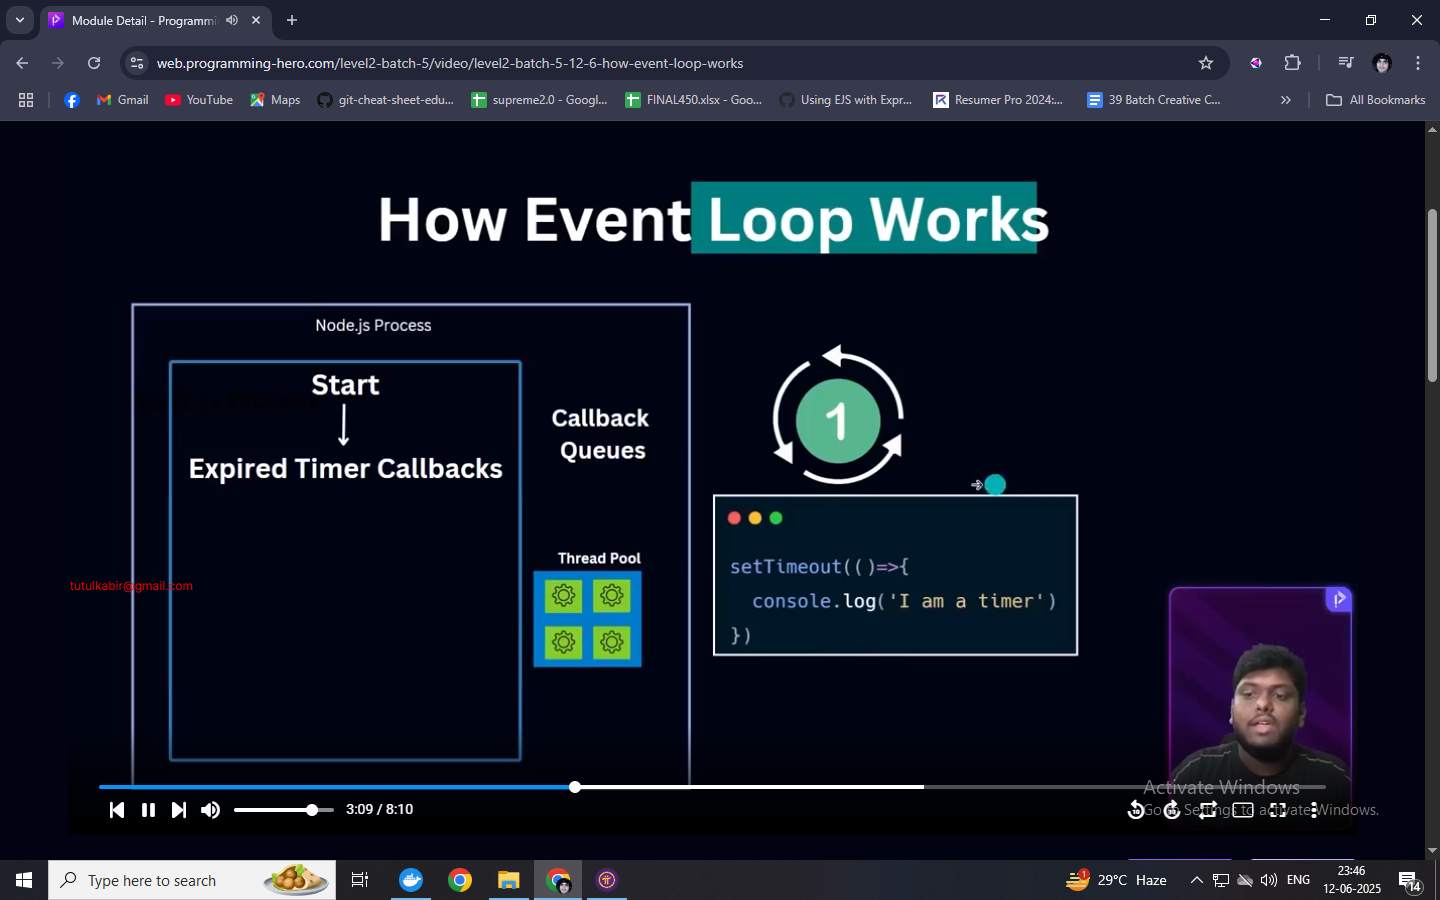 Module Detail - Programmi
web.programming-hero.com/level2-batch-5/video/level2-batch-5-12-6-how-event-loop-works
Gmail
YouTube
Maps
git-cheat-sheet-edu...
supreme2.0 - Googl...
FINAL450.xlsx - Goo...
Using EJS with Expr...
Resumer Pro 2024:...
39 Batch Creative C...
»
All Bookmarks
How Event Loop Works
Node.js Process
Start
Expired Timer Callbacks
Callback
Queues
Thread Pool
1
setTimeout(()=>{
console.log('I am a timer')
})
tutulkabir@gmail.com
3:09 / 8:10
Activate Windows
Go to Settings to activate Windows.
Type here to search
1
29°C Haze
ENG
23:46
12-06-2025
14